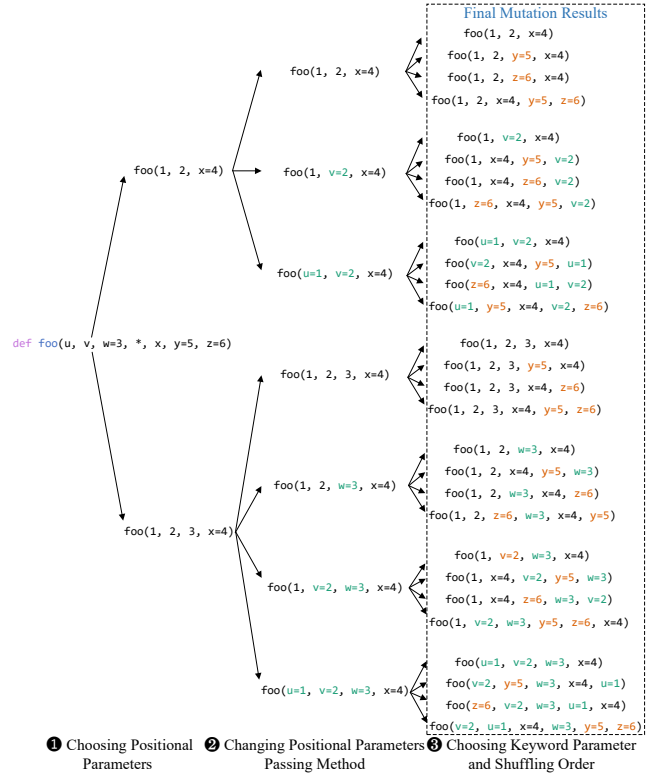 Final Mutation Results
foo(1, 2, x=4)
foo(1, 2, y=5, x=4)
foo(1, 2, z=6, x=4)
foo(1, 2, x=4, y=5, z=6)
foo(1, 2, x=4)
foo(1, v=2, x=4)
foo(1, x=4, y=5, v=2)
foo(1, x=4, z=6, v=2)
foo(1, z=6, x=4, y=5, v=2)
foo(1, 2, x=4)
foo(1, v=2, x=4)
foo(u=1, v=2, x=4)
foo(v=2, x=4, y=5, u=1)
foo(z=6, x=4, u=1, v=2)
foo(u=1, y=5, x=4, v=2, z=6)
foo(u=1, v=2, x=4)
def foo(u, v, w=3, *, x, y=5, z=6)
foo(1, 2, 3, x=4)
foo(1, 2, 3, y=5, x=4)
foo(1, 2, 3, x=4, z=6)
foo(1, 2, 3, x=4, y=5, z=6)
foo(1, 2, 3, x=4)
foo(1, 2, w=3, x=4)
foo(1, 2, x=4, y=5, w=3)
foo(1, 2, w=3, x=4, z=6)
foo(1, 2, z=6, w=3, x=4, y=5)
foo(1, 2, w=3, x=4)
foo(1, 2, 3, x=4)
foo(1, v=2, w=3, x=4)
foo(1, x=4, v=2, y=5, w=3)
foo(1, x=4, z=6, w=3, v=2)
foo(1, v=2, w=3, y=5, z=6, x=4)
foo(1, v=2, w=3, x=4)
foo(u=1, v=2, w=3, x=4)
foo(v=2, y=5, w=3, x=4, u=1)
foo(z=6, v=2, w=3, u=1, x=4)
foo(v=2, u=1, x=4, w=3, y=5, z=6)
foo(u=1, v=2, w=3, x=4)
❶ Choosing Positional
Parameters
❷ Changing Positional Parameters
Passing Method
❸ Choosing Keyword Parameter
and Shuffling Order